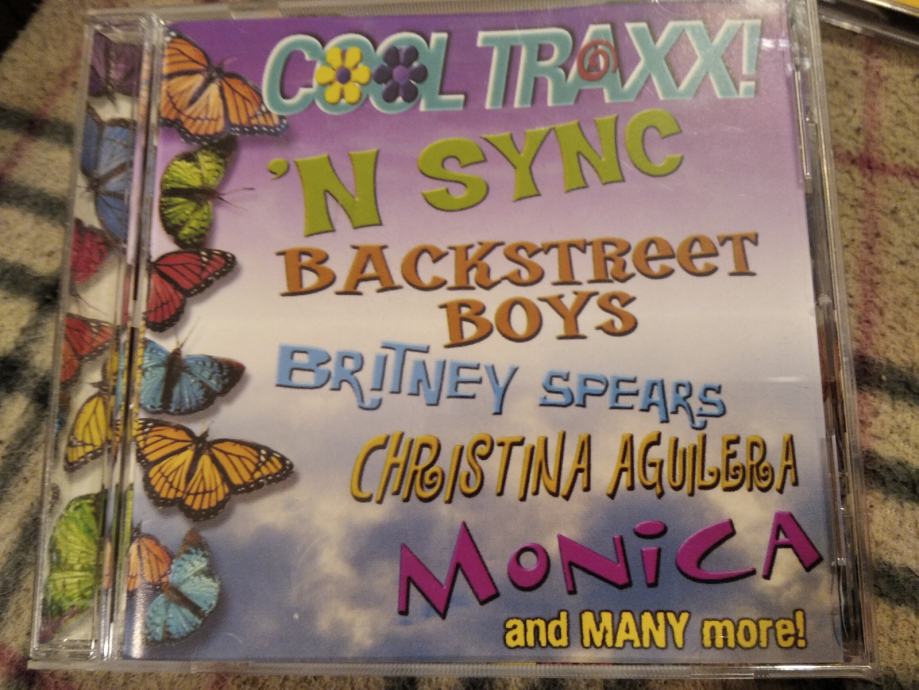 COOL TRAXX!
'N SYNC
BACKSTREET
BOYS
BRITNEY SPEARS
CHRISTINA AGUILERA
MONICA
and MANY more!